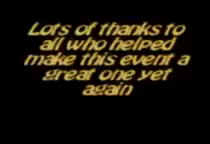 Lots of thanks to
all who helped
make this event a
great one yet
again